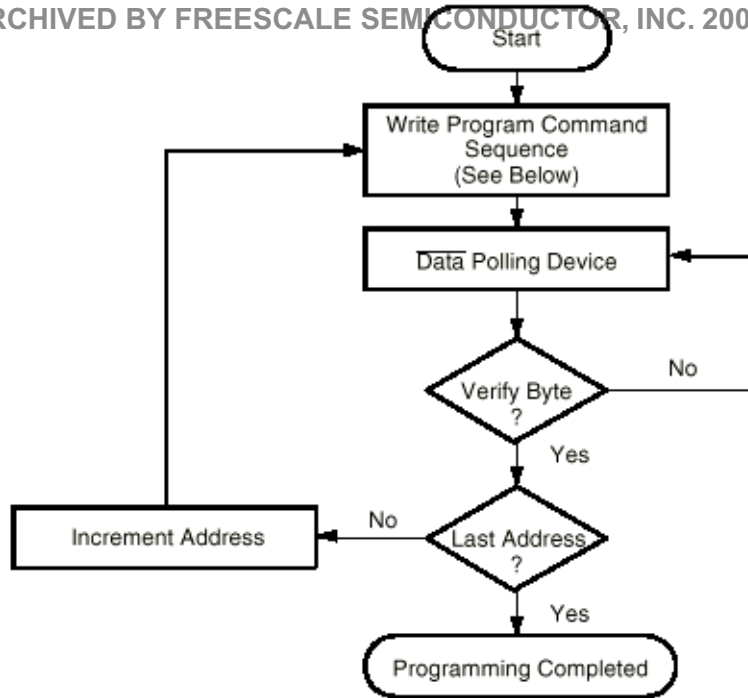 RCHIVED BY FREESCALE SEMICONDUCTOR, INC. 200
Start
Write Program Command
Sequence
(See Below)
Data Polling Device
Verify Byte
?
No
Yes
Last Address
?
No
Increment Address
Yes
Programming Completed